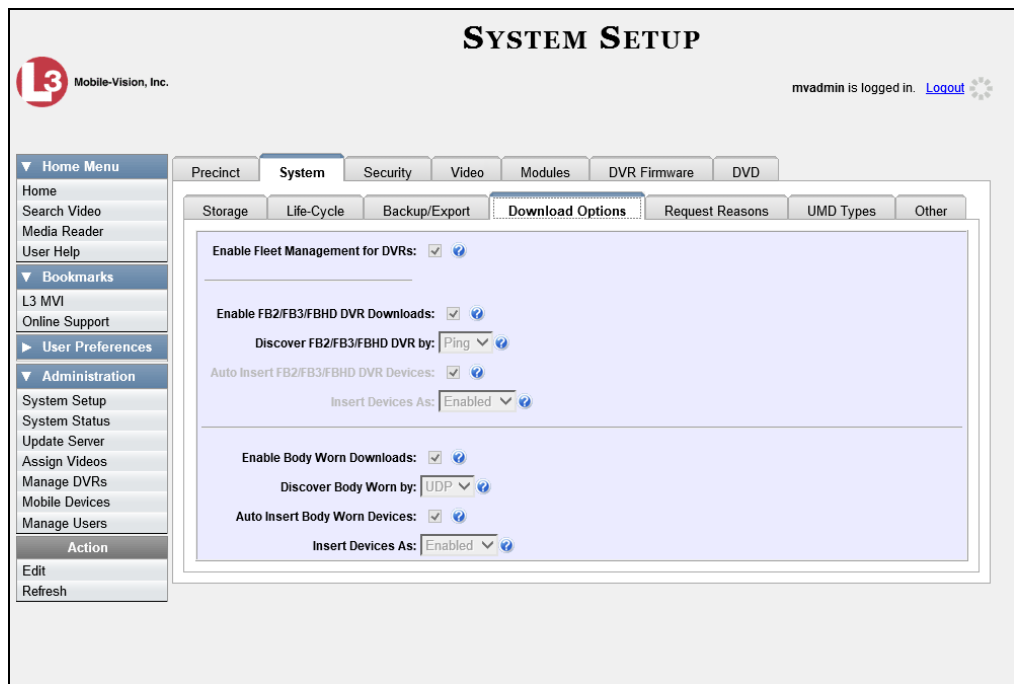 SYSTEM SETUP
L3 Mobile-Vision, Inc.
mvadmin is logged in. Logout
Home Menu
Home
Search Video
Media Reader
User Help
Bookmarks
L3 MVI
Online Support
User Preferences
Administration
System Setup
System Status
Update Server
Assign Videos
Manage DVRs
Mobile Devices
Manage Users
Action
Edit
Refresh
Precinct System Security Video Modules DVR Firmware DVD
Storage Life-Cycle Backup/Export Download Options Request Reasons UMD Types Other
Enable Fleet Management for DVRs: ?
Enable FB2/FB3/FBHD DVR Downloads: ?
Discover FB2/FB3/FBHD DVR by: Ping ?
Auto Insert FB2/FB3/FBHD DVR Devices: ?
Insert Devices As: Enabled ?
Enable Body Worn Downloads: ?
Discover Body Worn by: UDP ?
Auto Insert Body Worn Devices: ?
Insert Devices As: Enabled ?